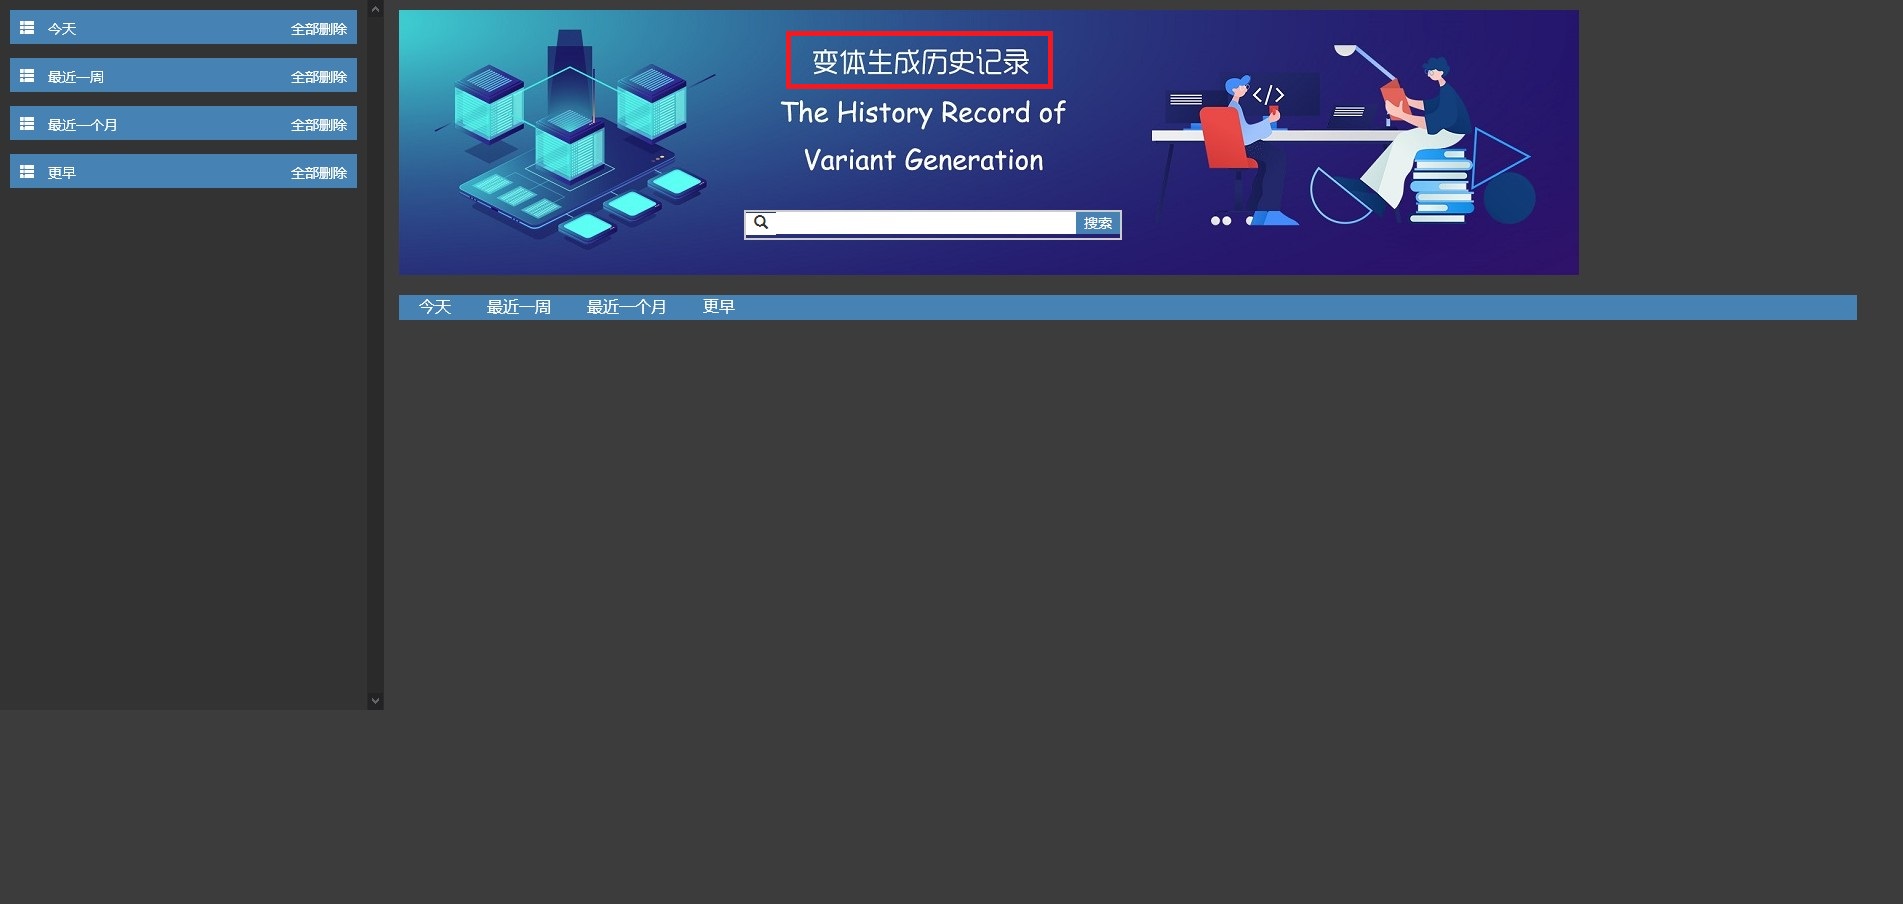 今天 全部删除
最近一周 全部删除
最近一个月 全部删除
更早 全部删除
变体生成历史记录
The History Record of
Variant Generation
</>
搜索
今天 最近一周 最近一个月 更早